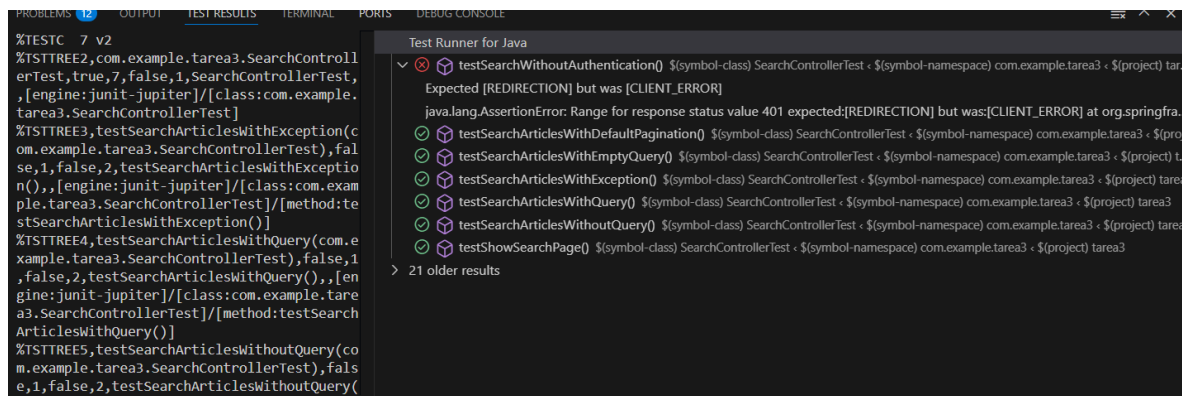 PROBLEMS 12 OUTPUT TEST RESULTS TERMINAL PORTS DEBUG CONSOLE
%TESTC  7 v2
%TSTTREE2,com.example.tarea3.SearchControll
erTest,true,7,false,1,SearchControllerTest,
,[engine:junit-jupiter]/[class:com.example.
tarea3.SearchControllerTest]
%TSTTREE3,testSearchArticlesWithException(c
om.example.tarea3.SearchControllerTest),fal
se,1,false,2,testSearchArticlesWithExceptio
n(),,[engine:junit-jupiter]/[class:com.exam
ple.tarea3.SearchControllerTest]/[method:te
stSearchArticlesWithException()]
%TSTTREE4,testSearchArticlesWithQuery(com.e
xample.tarea3.SearchControllerTest),false,1
,false,2,testSearchArticlesWithQuery(),,[en
gine:junit-jupiter]/[class:com.example.tare
a3.SearchControllerTest]/[method:testSearch
ArticlesWithQuery()]
%TSTTREE5,testSearchArticlesWithoutQuery(co
m.example.tarea3.SearchControllerTest),fals
e,1,false,2,testSearchArticlesWithoutQuery(
Test Runner for Java
testSearchWithoutAuthentication() $(symbol-class) SearchControllerTest ‹ $(symbol-namespace) com.example.tarea3 ‹ $(project) tar...
Expected [REDIRECTION] but was [CLIENT_ERROR]
java.lang.AssertionError: Range for response status value 401 expected:[REDIRECTION] but was:[CLIENT_ERROR] at org.springfra...
testSearchArticlesWithDefaultPagination() $(symbol-class) SearchControllerTest ‹ $(symbol-namespace) com.example.tarea3 ‹ $(proj
testSearchArticlesWithEmptyQuery() $(symbol-class) SearchControllerTest ‹ $(symbol-namespace) com.example.tarea3 ‹ $(project) t...
testSearchArticlesWithException() $(symbol-class) SearchControllerTest ‹ $(symbol-namespace) com.example.tarea3 ‹ $(project) tare
testSearchArticlesWithQuery() $(symbol-class) SearchControllerTest ‹ $(symbol-namespace) com.example.tarea3 ‹ $(project) tarea3
testSearchArticlesWithoutQuery() $(symbol-class) SearchControllerTest ‹ $(symbol-namespace) com.example.tarea3 ‹ $(project) tarea
testShowSearchPage() $(symbol-class) SearchControllerTest ‹ $(symbol-namespace) com.example.tarea3 ‹ $(project) tarea3
21 older results